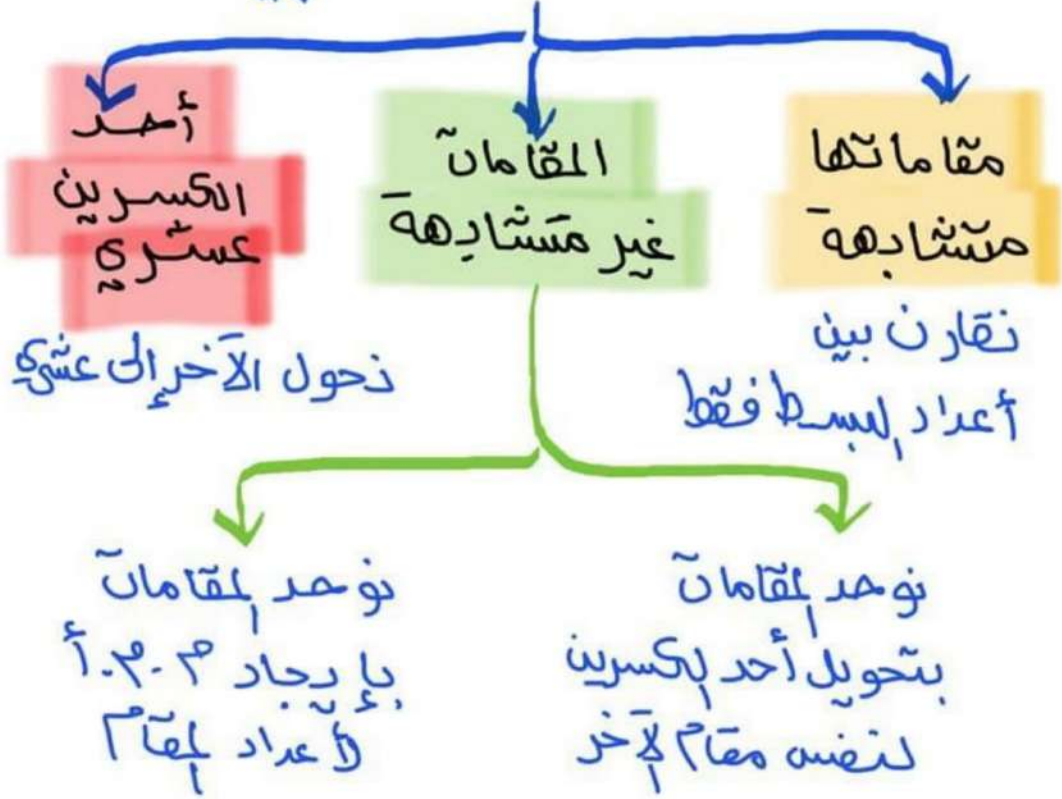 مقاماتها
متشابهة
نقارن بين
أعداد البسط فقط
المقامات
غير متشابهة
أحد
الكسرين
عشري
نحول الآخر إلى عشري
نوحد المقامات
بتحويل أحد الكسرين
لنفس مقام الآخر
نوحد المقامات
بإيجاد م.م.أ
لأعداد المقام